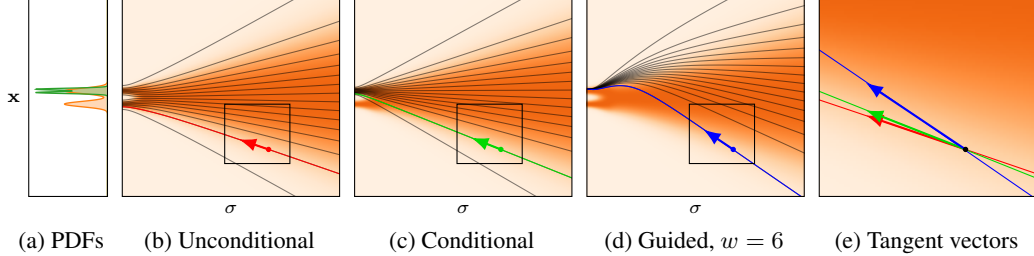 x
σ
σ
σ
(a) PDFs
(b) Unconditional
(c) Conditional
(d) Guided, w = 6
(e) Tangent vectors